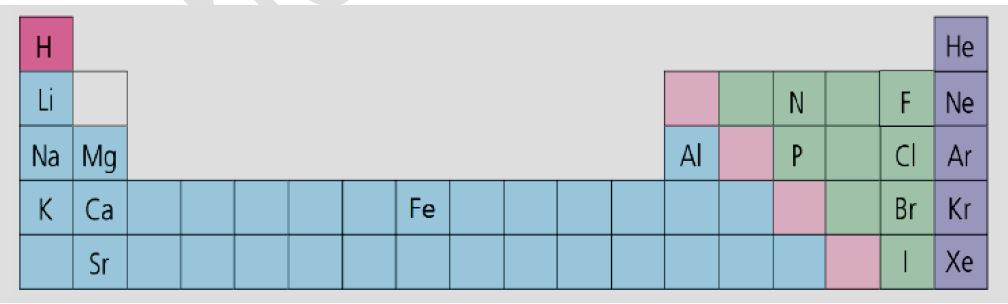 H He
Li N F Ne
Na Mg Al P Cl Ar
K Ca Fe Br Kr
Sr I Xe